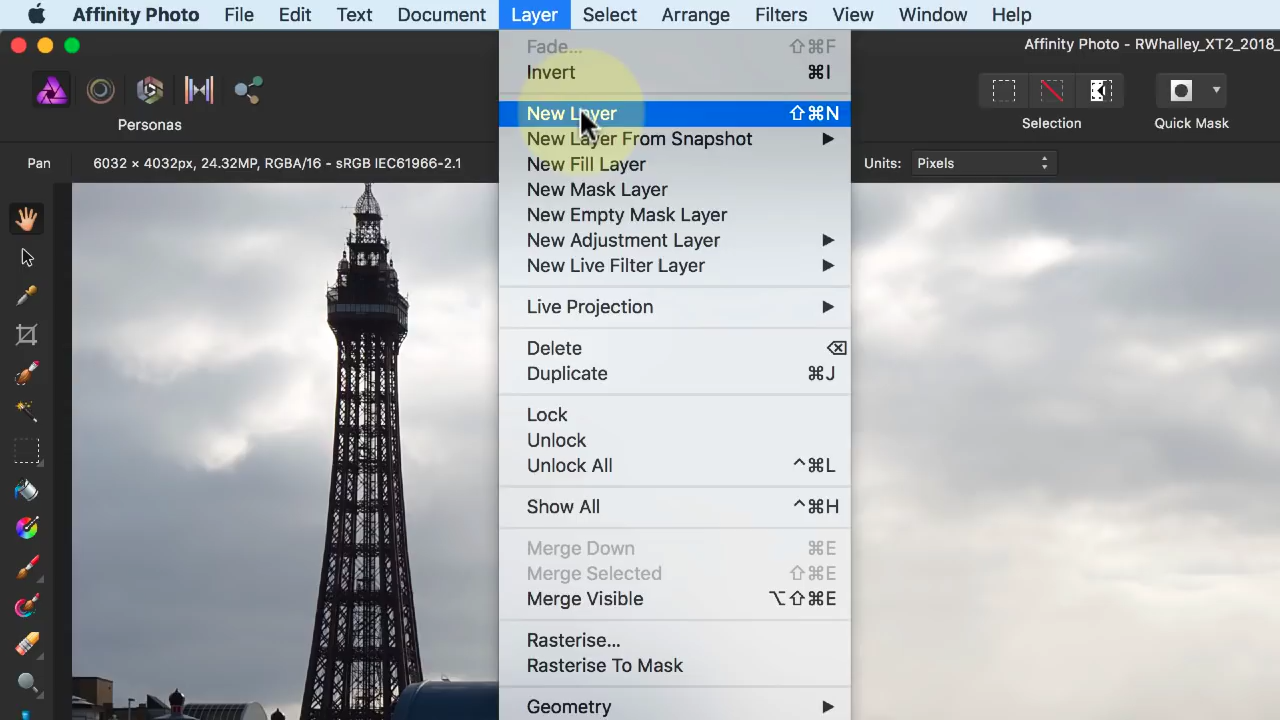 Affinity Photo File Edit Text Document Layer Select Arrange Filters View Window Help
Affinity Photo - RWhalley_XT2_2018_
Personas
Selection
Quick Mask
Pan 6032 × 4032px, 24.32MP, RGBA/16 - sRGB IEC61966-2.1
Units: Pixels
Fade... ⇧⌘F
Invert ⌘I
New Layer ⇧⌘N
New Layer From Snapshot
New Fill Layer
New Mask Layer
New Empty Mask Layer
New Adjustment Layer
New Live Filter Layer
Live Projection
Delete ⌫
Duplicate ⌘J
Lock
Unlock
Unlock All ^⌘L
Show All ^⌘H
Merge Down ⌘E
Merge Selected ⇧⌘E
Merge Visible ⌥⇧⌘E
Rasterise...
Rasterise To Mask
Geometry